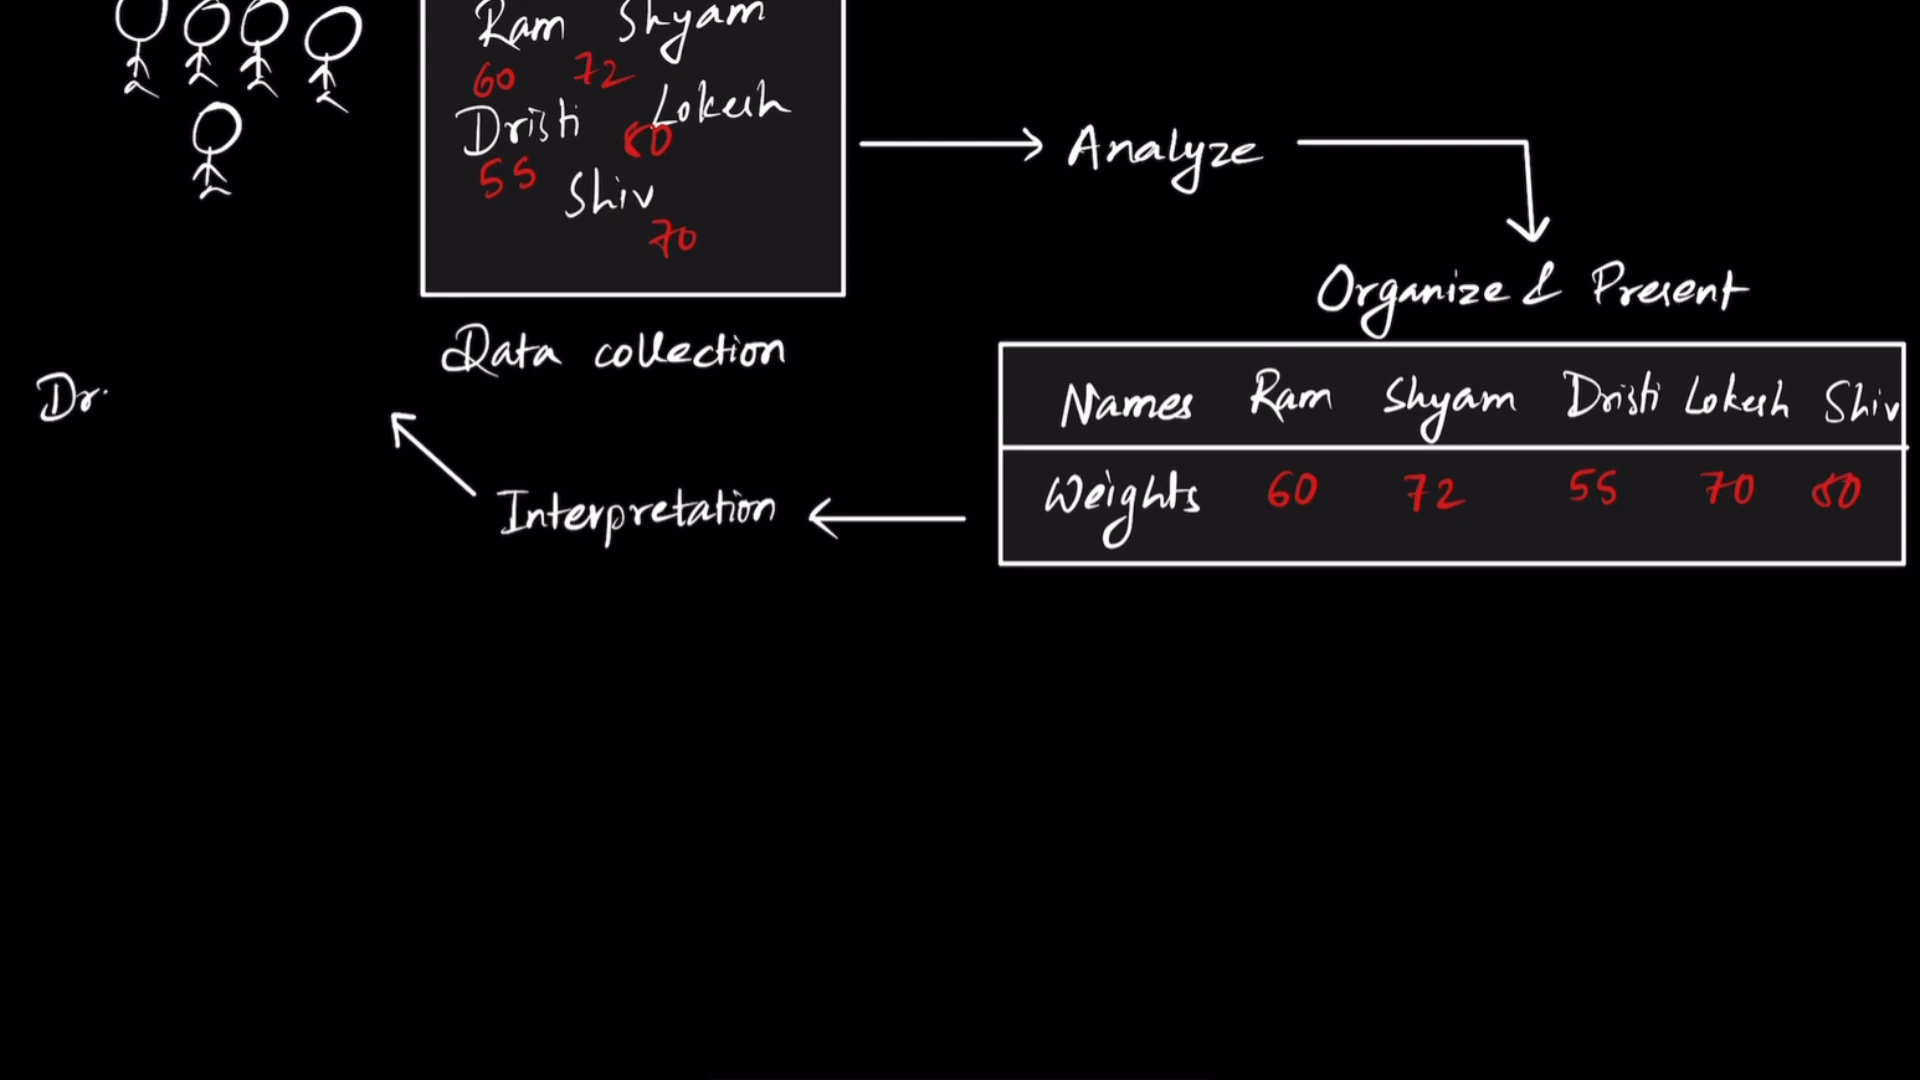 Ram Shyam
60 72
Dristi Lokesh
55 80
Shiv
70
Data collection
Analyze
Organize & Present
Names Ram Shyam Dristi Lokesh Shiv
Weights 60 72 55 70 80
Interpretation
Dr.